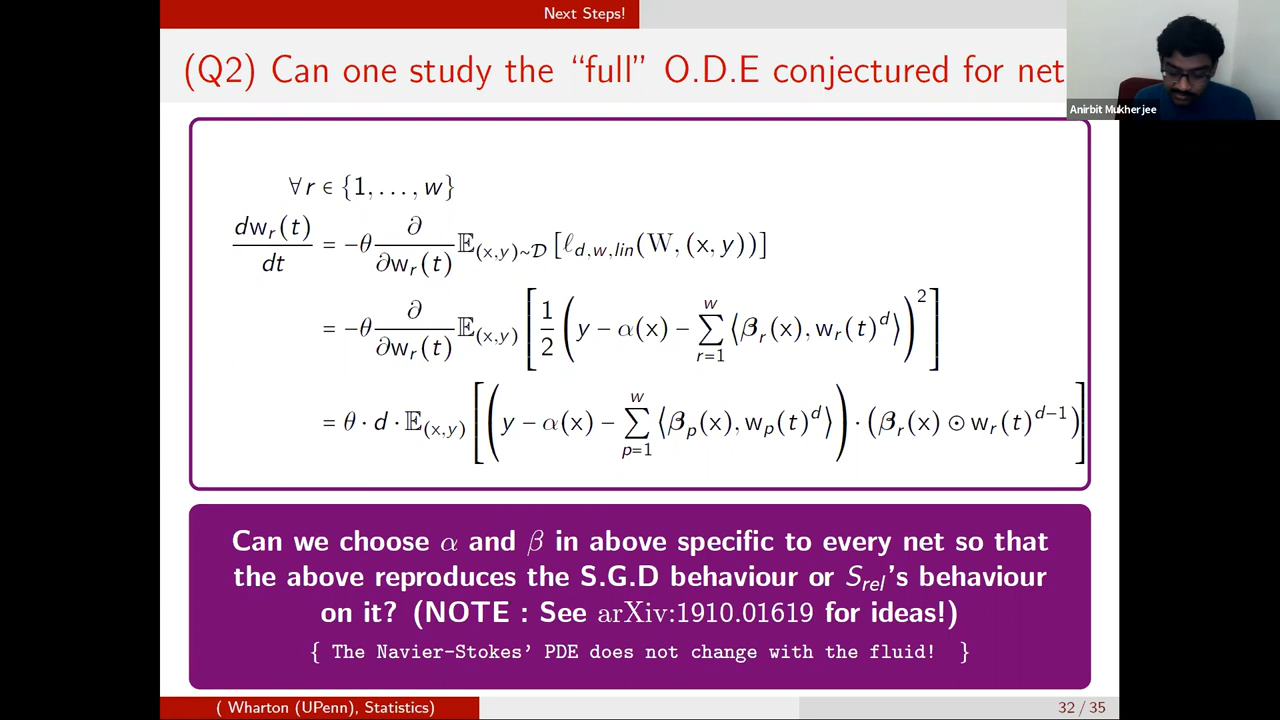 Next Steps!
(Q2) Can one study the “full” O.D.E conjectured for net
Anirbit Mukherjee
∀ r ∈ {1, . . . , w}
dw_r(t)/dt = −θ ∂/∂w_r(t) 𝔼_{(x,y)∼𝒟} [ℓ_{d,w,lin}(W, (x, y))]
= −θ ∂/∂w_r(t) 𝔼_{(x,y)} [ 1/2 ( y − α(x) − ∑_{r=1}^{w} ⟨β_r(x), w_r(t)^d⟩ )^2 ]
= θ · d · 𝔼_{(x,y)} [ ( y − α(x) − ∑_{p=1}^{w} ⟨β_p(x), w_p(t)^d⟩ ) · (β_r(x) ⊙ w_r(t)^{d−1}) ]
Can we choose α and β in above specific to every net so that
the above reproduces the S.G.D behaviour or S_rel's behaviour
on it? (NOTE : See arXiv:1910.01619 for ideas!)
{ The Navier-Stokes' PDE does not change with the fluid! }
( Wharton (UPenn), Statistics)
32 / 35